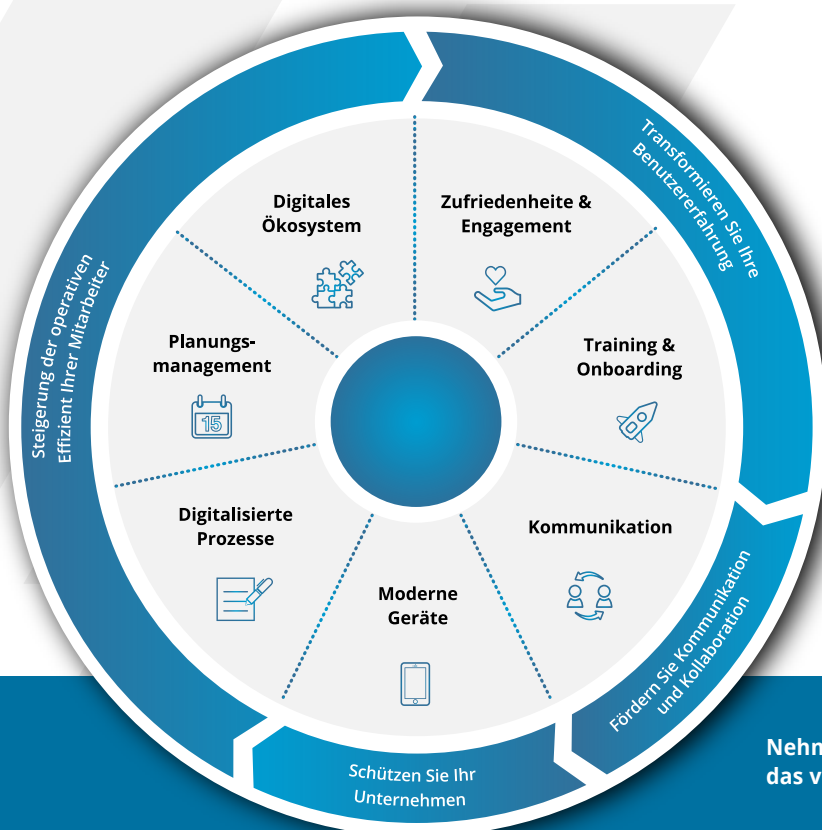 Transformieren Sie Ihre
Benutzererfahrung
Digitales
Ökosystem
Zufriedenheite &
Engagement
Steigerung der operativen
Effizient Ihrer Mitarbeiter
Planungs-
management
15
Training &
Onboarding
Digitalisierte
Prozesse
Kommunikation
Moderne
Geräte
Fördern Sie Kommunikation
und Kollaboration
Schützen Sie Ihr
Unternehmen
das